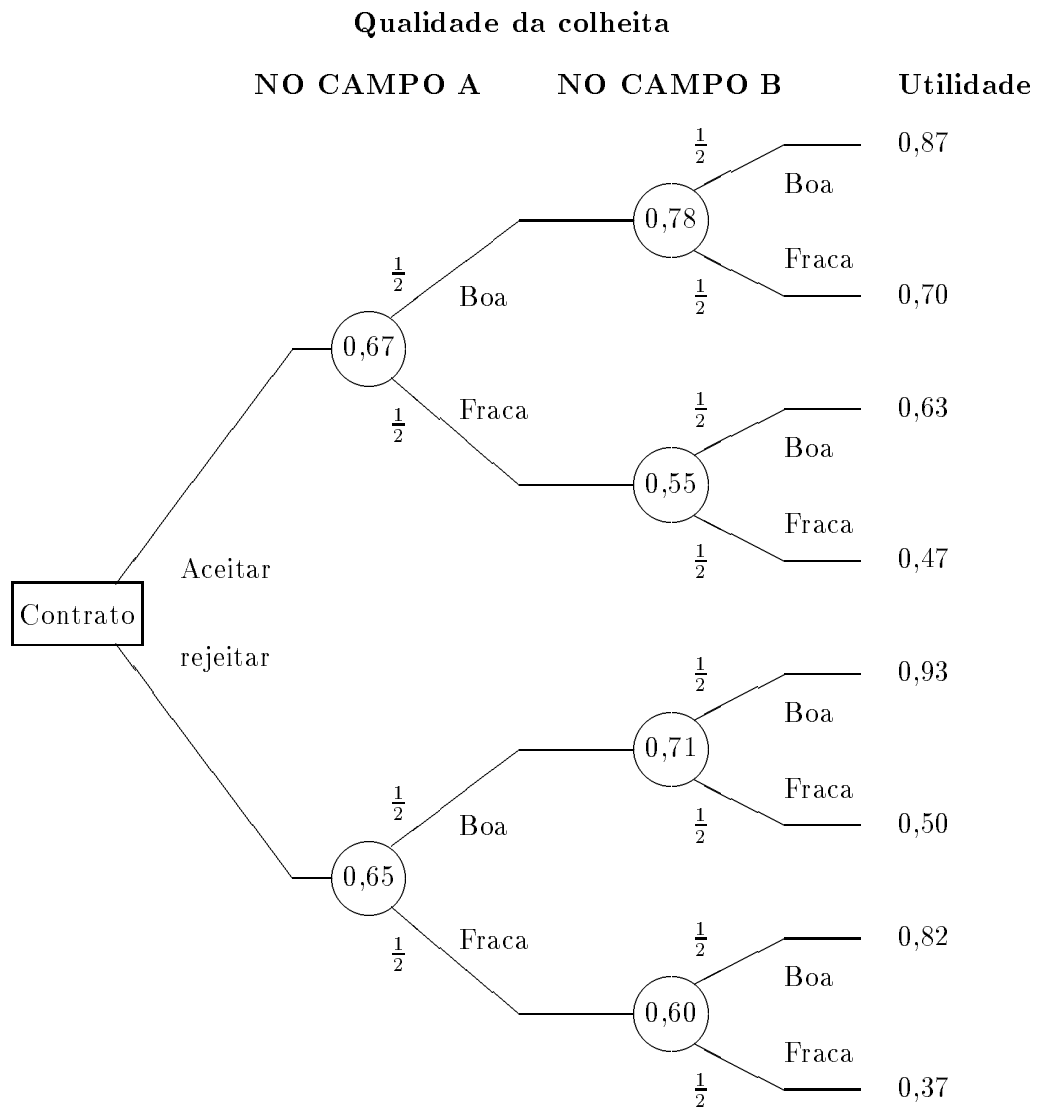 Qualidade da colheita
NO CAMPO A NO CAMPO B Utilidade
1/2 0,87
Boa
0,78
Fraca
1/2 0,70
1/2
Boa
0,67
1/2 Fraca
1/2 0,63
Boa
0,55
Fraca
1/2 0,47
Aceitar
Contrato
rejeitar
1/2 0,93
Boa
0,71
Fraca
1/2 0,50
1/2
Boa
0,65
1/2 Fraca
1/2 0,82
Boa
0,60
Fraca
1/2 0,37